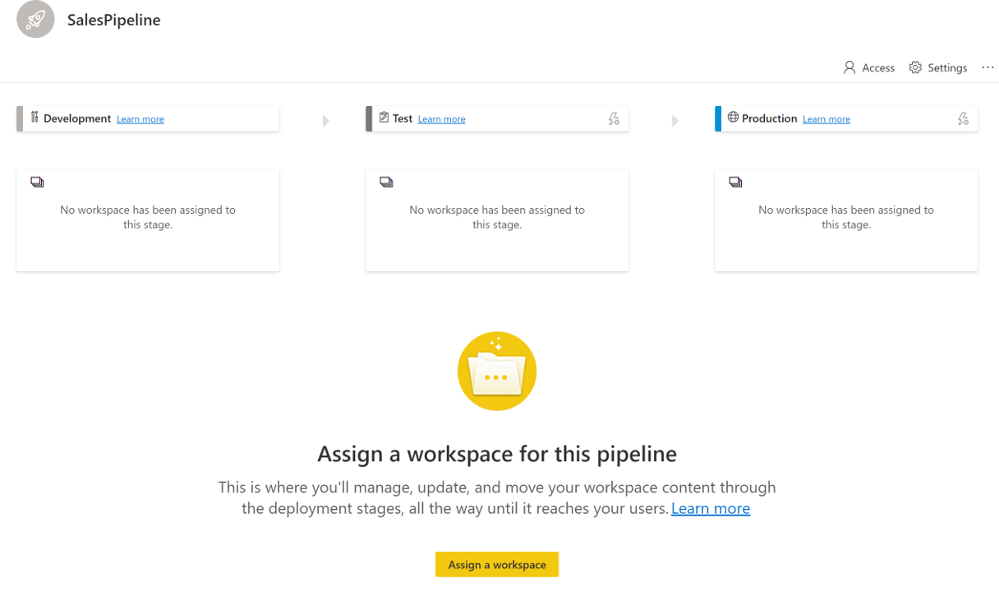 SalesPipeline
Access Settings ...
Development Learn more
Test Learn more
Production Learn more
No workspace has been assigned to
this stage.
No workspace has been assigned to
this stage.
No workspace has been assigned to
this stage.
Assign a workspace for this pipeline
This is where you'll manage, update, and move your workspace content through
the deployment stages, all the way until it reaches your users. Learn more
Assign a workspace